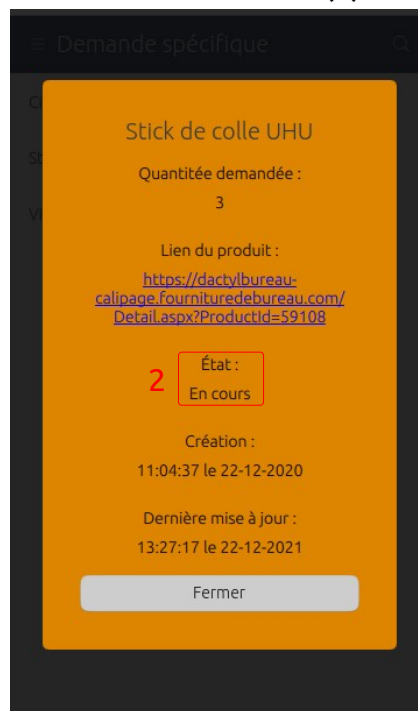 ≡ Demande spécifique
C
Stick de colle UHU
St
Quantitée demandée :
3
VI
Lien du produit :
https://dactylbureau-
calipage.fournituredebureau.com/
Detail.aspx?ProductId=59108
État :
2
En cours
Création :
11:04:37 le 22-12-2020
Dernière mise à jour :
13:27:17 le 22-12-2021
Fermer